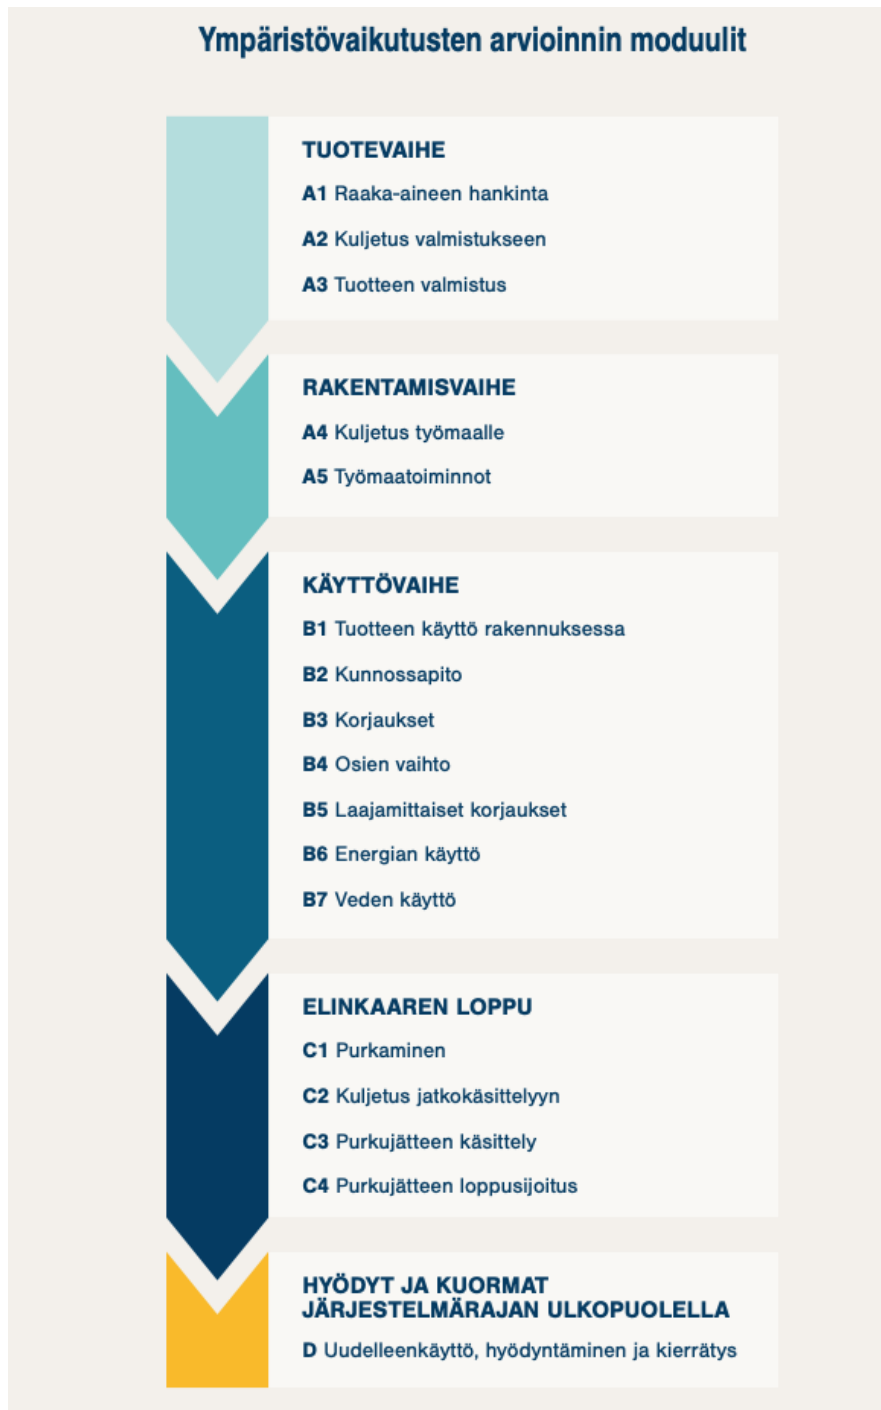 Ympäristövaikutusten arvioinnin moduulit
TUOTEVAIHE
A1 Raaka-aineen hankinta
A2 Kuljetus valmistukseen
A3 Tuotteen valmistus
RAKENTAMISVAIHE
A4 Kuljetus työmaalle
A5 Työmaatoiminnot
KÄYTTÖVAIHE
B1 Tuotteen käyttö rakennuksessa
B2 Kunnossapito
B3 Korjaukset
B4 Osien vaihto
B5 Laajamittaiset korjaukset
B6 Energian käyttö
B7 Veden käyttö
ELINKAAREN LOPPU
C1 Purkaminen
C2 Kuljetus jatkokäsittelyyn
C3 Purkujätteen käsittely
C4 Purkujätteen loppusijoitus
HYÖDYT JA KUORMAT
JÄRJESTELMÄRAJAN ULKOPUOLELLA
D Uudelleenkäyttö, hyödyntäminen ja kierrätys